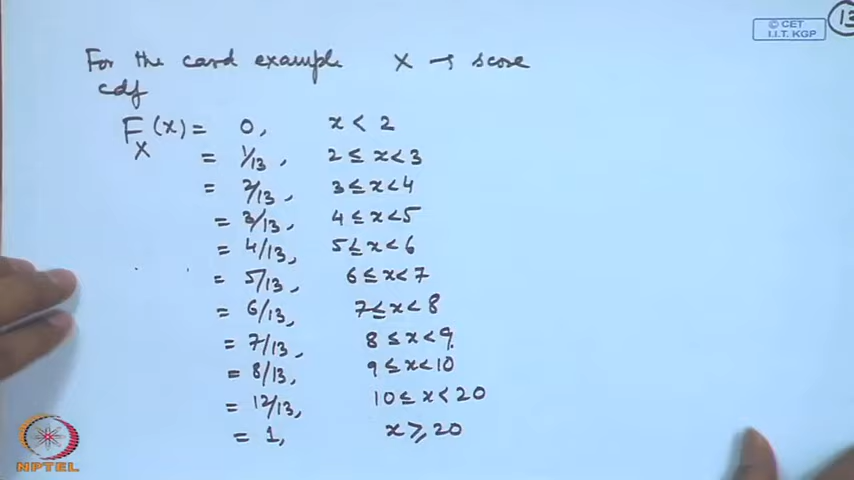 © CET
I.I.T. KGP
13
For the card example X → score
cdf
F_X(x) = 0, x < 2
= 1/13, 2 ≤ x < 3
= 2/13, 3 ≤ x < 4
= 3/13, 4 ≤ x < 5
= 4/13, 5 ≤ x < 6
= 5/13, 6 ≤ x < 7
= 6/13, 7 ≤ x < 8
= 7/13, 8 ≤ x < 9
= 8/13, 9 ≤ x < 10
= 12/13, 10 ≤ x < 20
= 1, x ≥ 20
NPTEL